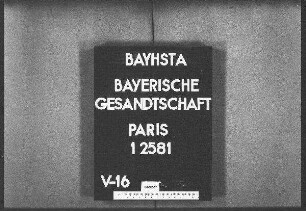 BAYHSTA
BAYERISCHE
GESANDTSCHAFT
PARIS
1 2581
V-16